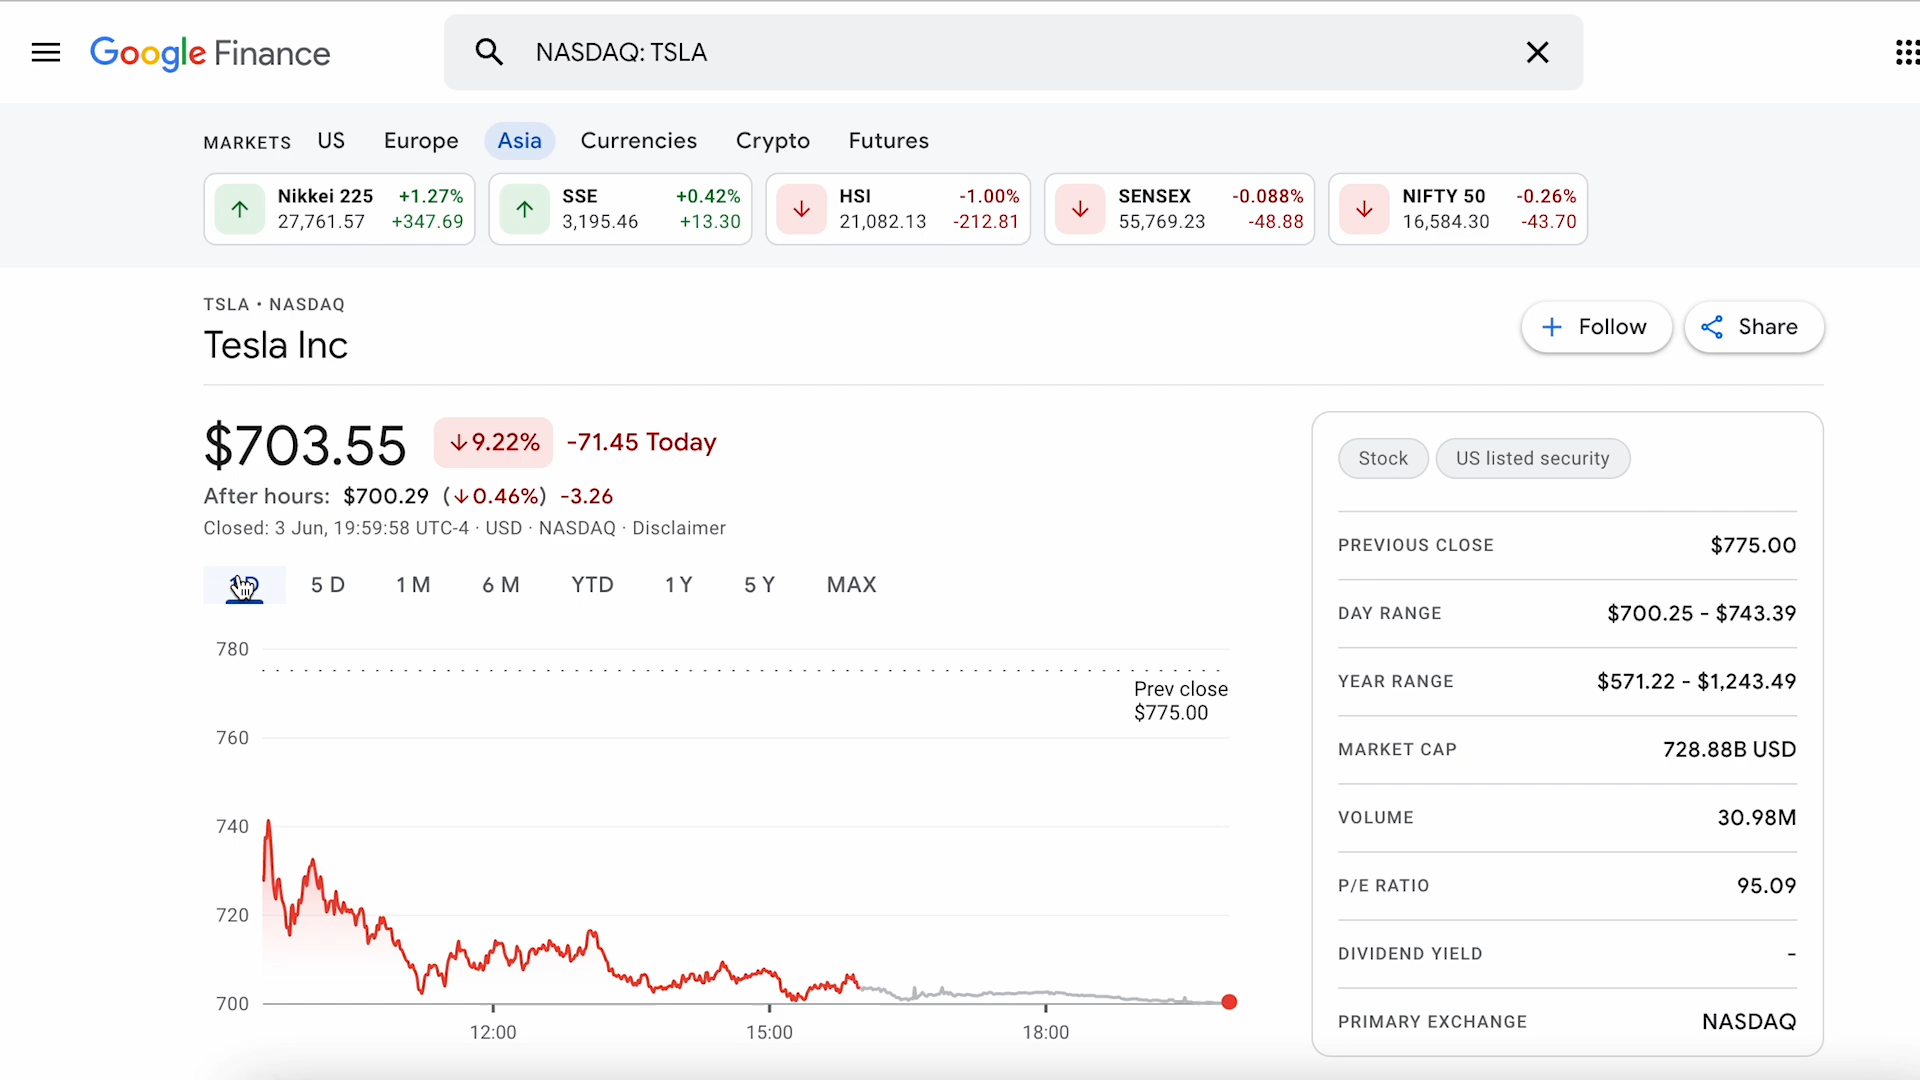 Google Finance
NASDAQ: TSLA
MARKETS US Europe Asia Currencies Crypto Futures
Nikkei 225 +1.27%
27,761.57 +347.69
SSE +0.42%
3,195.46 +13.30
HSI -1.00%
21,082.13 -212.81
SENSEX -0.088%
55,769.23 -48.88
NIFTY 50 -0.26%
16,584.30 -43.70
TSLA • NASDAQ
Tesla Inc
Follow
Share
$703.55 ↓9.22% -71.45 Today
After hours: $700.29 (↓0.46%) -3.26
Closed: 3 Jun, 19:59:58 UTC-4 · USD · NASDAQ · Disclaimer
5 D 1 M 6 M YTD 1 Y 5 Y MAX
780
Prev close
$775.00
760
740
720
700
12:00 15:00 18:00
Stock US listed security
PREVIOUS CLOSE $775.00
DAY RANGE $700.25 - $743.39
YEAR RANGE $571.22 - $1,243.49
MARKET CAP 728.88B USD
VOLUME 30.98M
P/E RATIO 95.09
DIVIDEND YIELD -
PRIMARY EXCHANGE NASDAQ